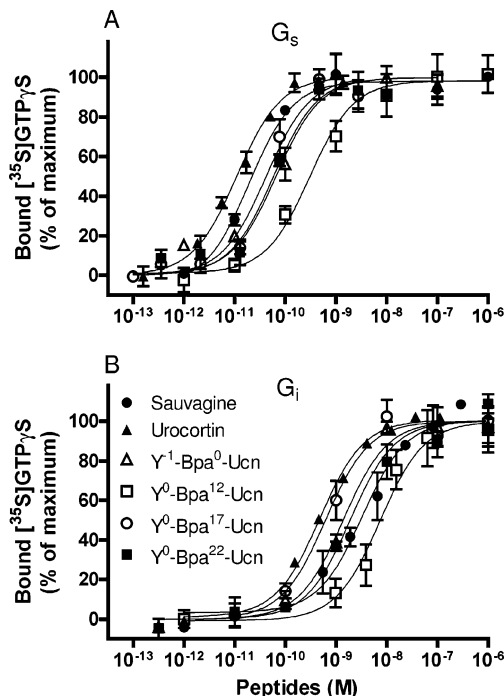 A
Gs
Bound [³⁵S]GTPγS
(% of maximum)
100
80
60
40
20
0
10⁻¹³ 10⁻¹² 10⁻¹¹ 10⁻¹⁰ 10⁻⁹ 10⁻⁸ 10⁻⁷ 10⁻⁶
B
Gi
Bound [³⁵S]GTPγS
(% of maximum)
100
80
60
40
20
0
Sauvagine
Urocortin
Y⁻¹-Bpa⁰-Ucn
Y⁰-Bpa¹²-Ucn
Y⁰-Bpa¹⁷-Ucn
Y⁰-Bpa²²-Ucn
10⁻¹³ 10⁻¹² 10⁻¹¹ 10⁻¹⁰ 10⁻⁹ 10⁻⁸ 10⁻⁷ 10⁻⁶
Peptides (M)